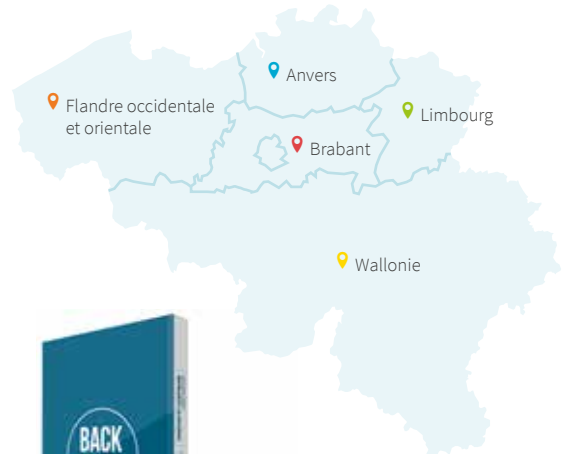 Anvers
Flandre occidentale
et orientale
Limbourg
Brabant
Wallonie
BACK